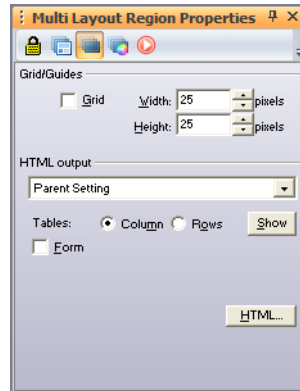 Multi Layout Region Properties
Grid/Guides
Grid Width: 25 pixels
Height: 25 pixels
HTML output
Parent Setting
Tables: Column Rows Show
Form
HTML...